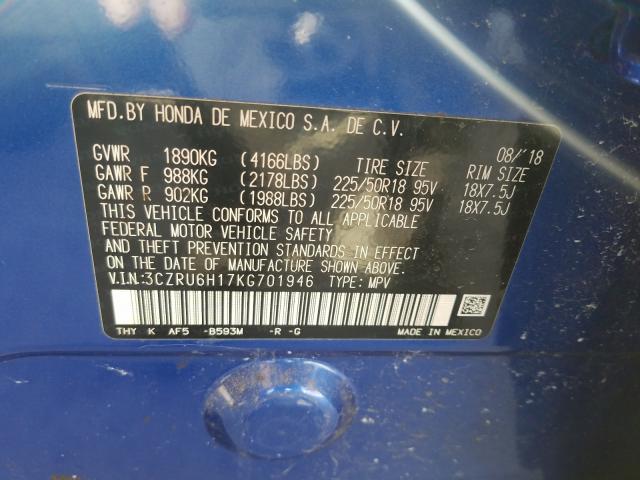 MFD.BY HONDA DE MEXICO S.A. DE C.V.
08/'18
GVWR 1890KG (4166LBS) TIRE SIZE RIM SIZE
GAWR F 988KG (2178LBS) 225/50R18 95V 18X7.5J
GAWR R 902KG (1988LBS) 225/50R18 95V 18X7.5J
THIS VEHICLE CONFORMS TO ALL APPLICABLE
FEDERAL MOTOR VEHICLE SAFETY
AND THEFT PREVENTION STANDARDS IN EFFECT
ON THE DATE OF MANUFACTURE SHOWN ABOVE.
V.I.N:3CZRU6H17KG701946 TYPE: MPV
THY K AF5 -B593M -R -G MADE IN MEXICO